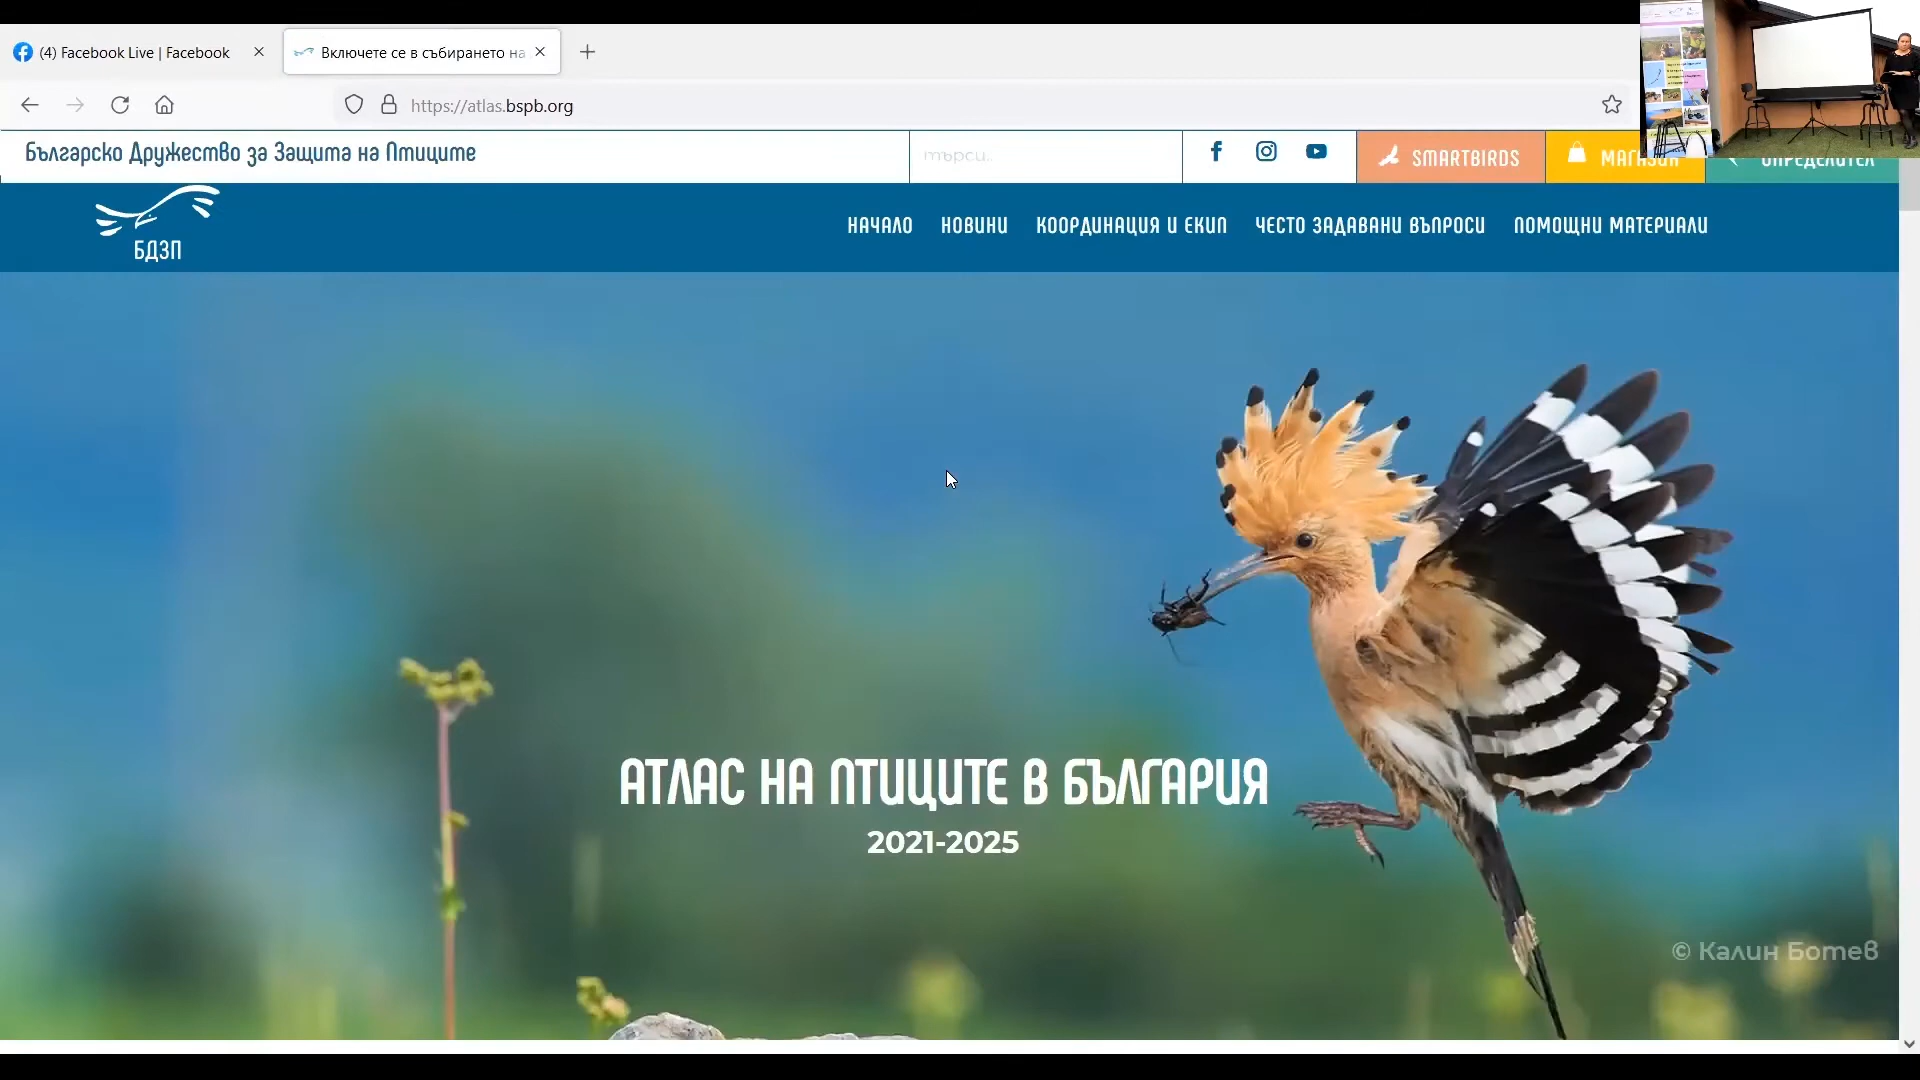 (4) Facebook Live | Facebook
Включете се в събирането на
https://atlas.bspb.org
Българско Дружество за Защита на Птиците
търси..
SMARTBIRDS
МАГАЗИН
ОПРЕДЕЛИТЕЛ
БДЗП
НАЧАЛО
НОВИНИ
КООРДИНАЦИЯ И ЕКИП
ЧЕСТО ЗАДАВАНИ ВЪПРОСИ
ПОМОЩНИ МАТЕРИАЛИ
АТЛАС НА ПТИЦИТЕ В БЪЛГАРИЯ
2021-2025
© Калин Ботев